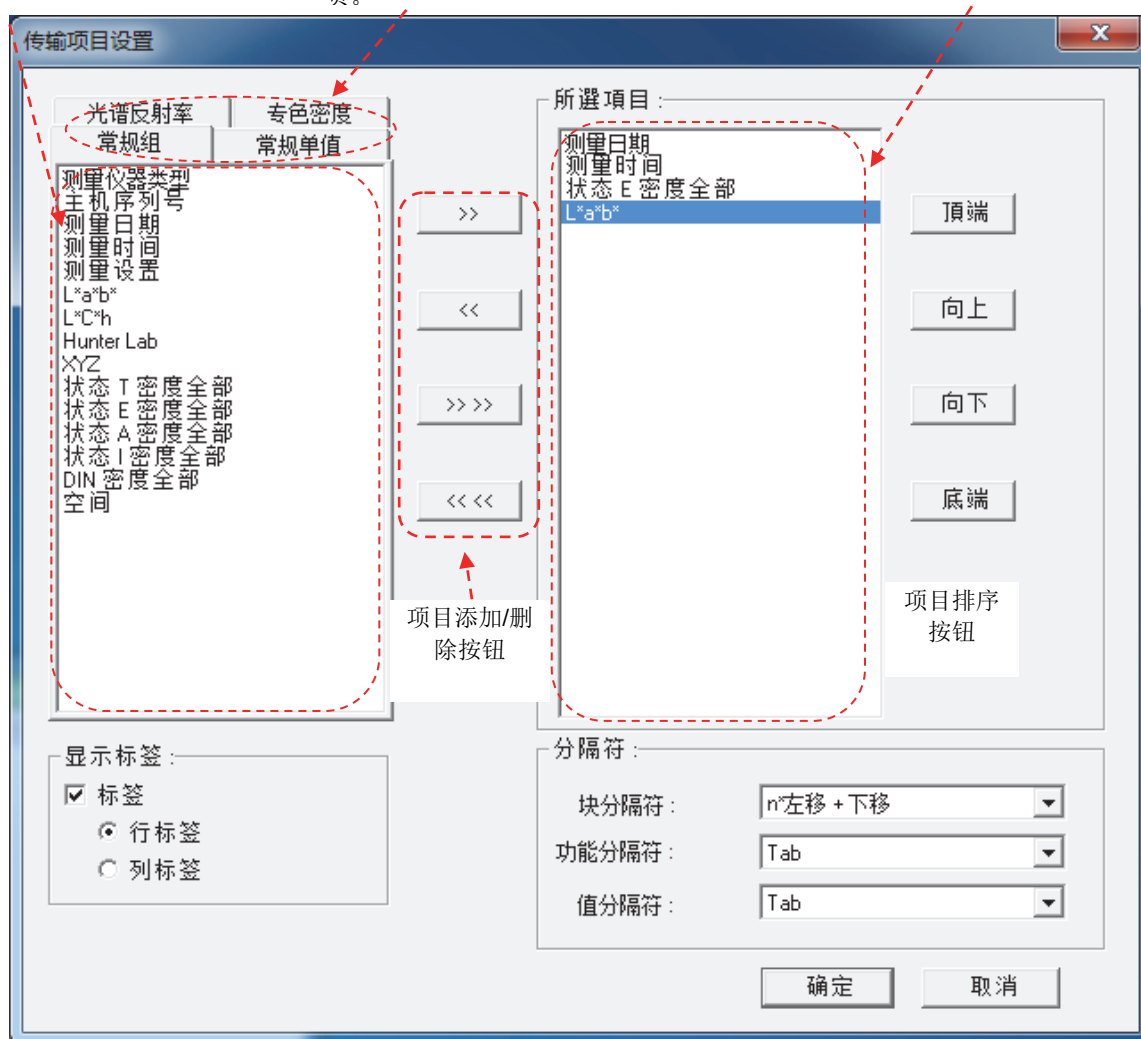 传输项目设置
光谱反射率
专色密度
常规组
常规单值
测量仪器类型
主机序列号
测量日期
测量时间
测量设置
L*a*b*
L*C*h
Hunter Lab
XYZ
状态 T 密度全部
状态 E 密度全部
状态 A 密度全部
状态 I 密度全部
DIN 密度全部
空间
>>
<<
>> >>
<< <<
项目添加/删
除按钮
所選項目 :
测量日期
测量时间
状态 E 密度全部
L*a*b*
頂端
向上
向下
底端
项目排序
按钮
显示标签 :
标签
行标签
列标签
分隔符 :
块分隔符 :
n*左移 + 下移
功能分隔符 :
Tab
值分隔符 :
Tab
确定
取消